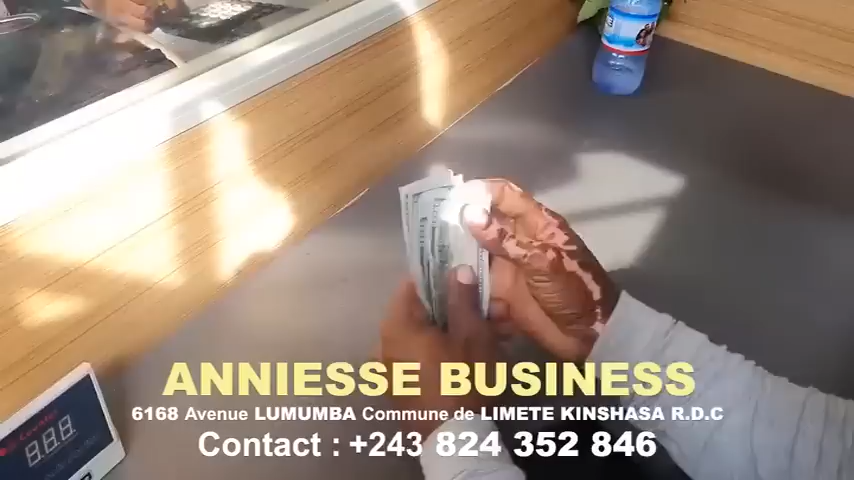 ANNIESSE BUSINESS
6168 Avenue LUMUMBA Commune de LIMETE KINSHASA R.D.C
Contact : +243 824 352 846